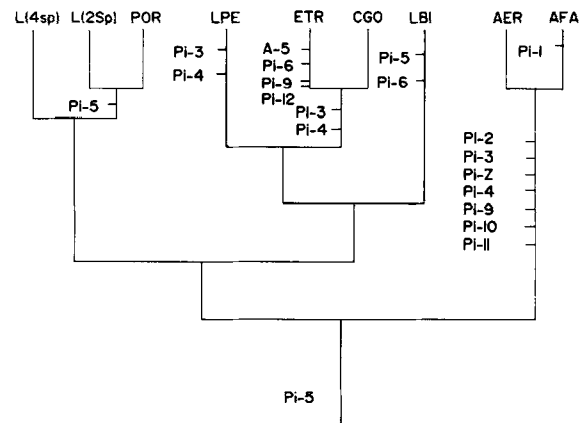 L(4sp) L(2Sp) POR LPE ETR CGO LBI AER AFA
Pi-3 A-5 Pi-5 Pi-1
Pi-4 Pi-6 Pi-6
Pi-9
Pi-12
Pi-5 Pi-3
Pi-4
Pi-2
Pi-3
Pi-Z
Pi-4
Pi-9
Pi-10
Pi-11
Pi-5